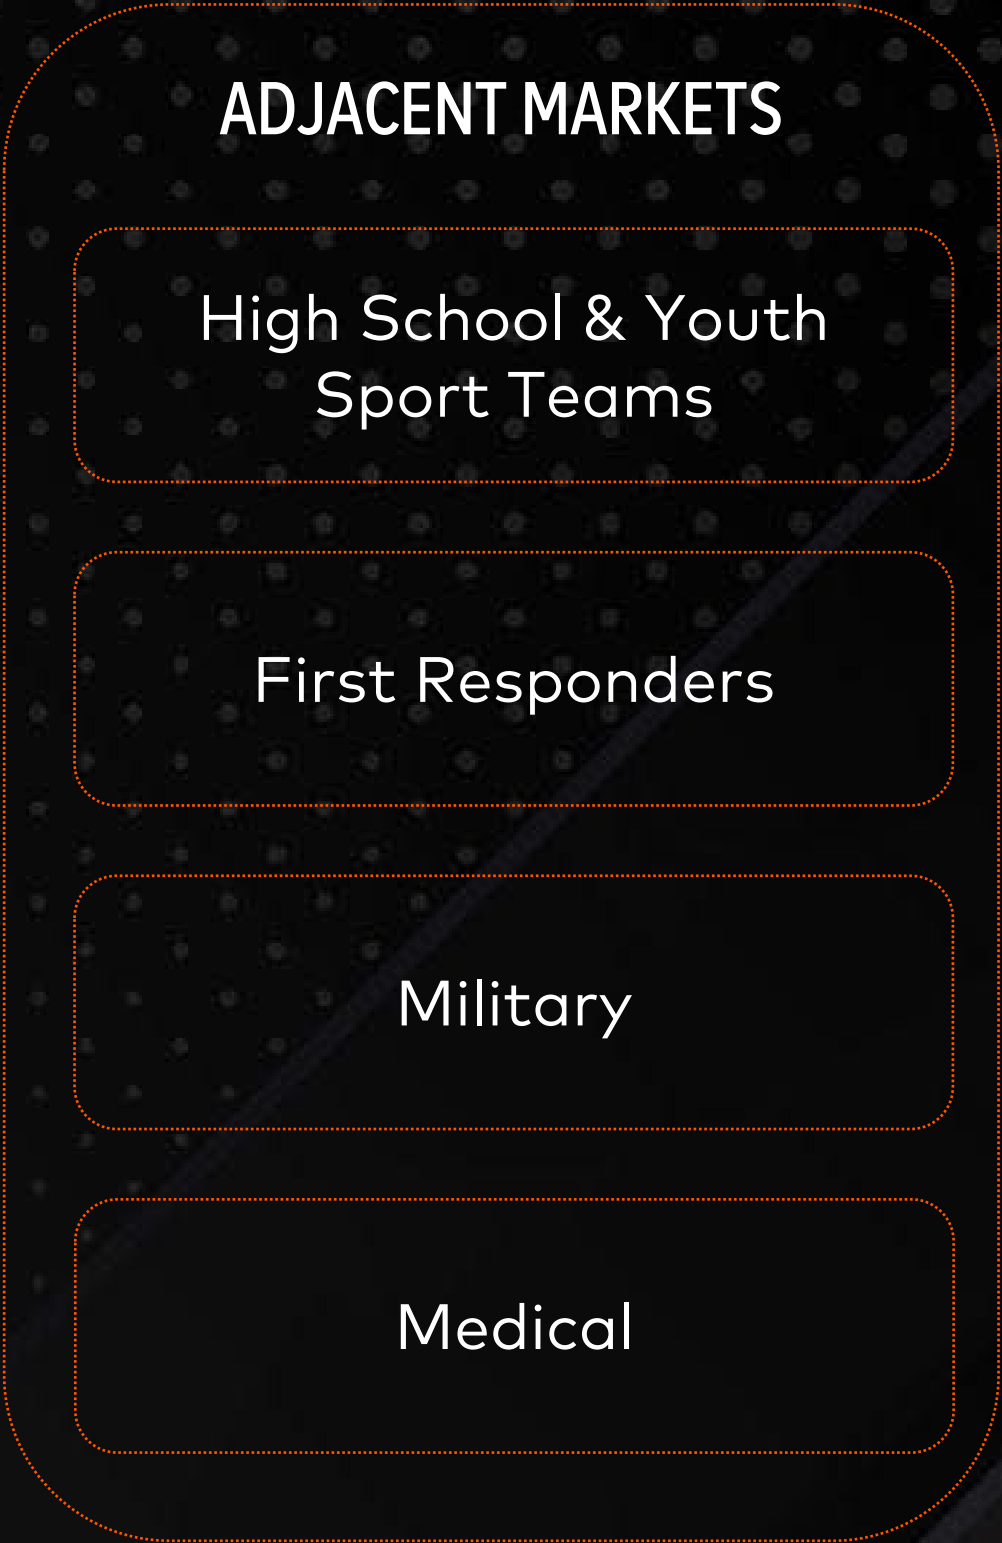 ADJACENT MARKETS
High School & Youth
Sport Teams
First Responders
Military
Medical